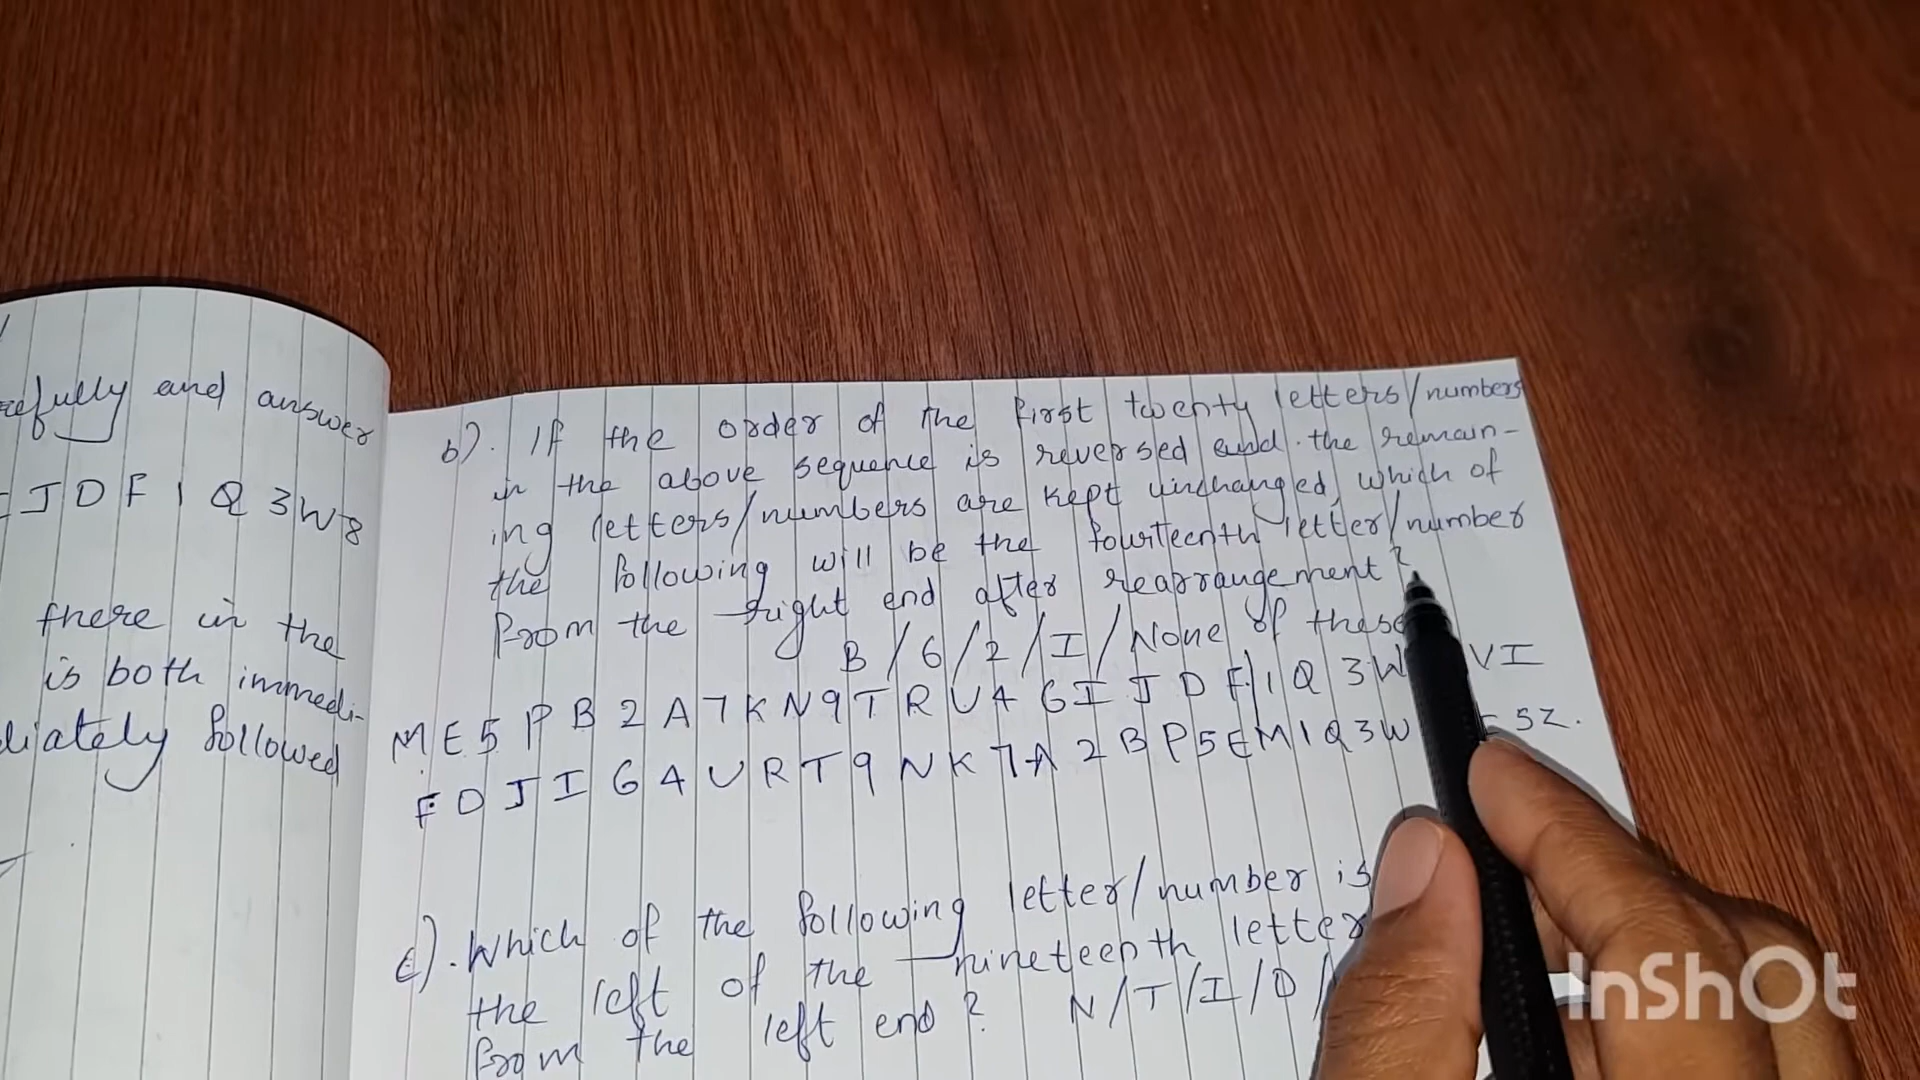 efully and answer
J D F 1 Q 3 W 8
there in the
is both immedi-
diately followed
b). If the order of the first twenty letters/numbers
in the above sequence is reversed and the remain-
ing letters/numbers are kept unchanged, which of
the following will be the fourteenth letter/number
from the right end after rearrangement?
B/6/2/I/None of these
M E 5 P B 2 A 7 K N 9 T R U 4 6 I J D F 1 Q 3 W VI
F D J I 6 4 U R T 9 N K 7 A 2 B P 5 E M 1 Q 3 W 5 Z.
c). Which of the following letter/number is
the left of the nineteenth letter
from the left end? N/T/I/D/
InShOt